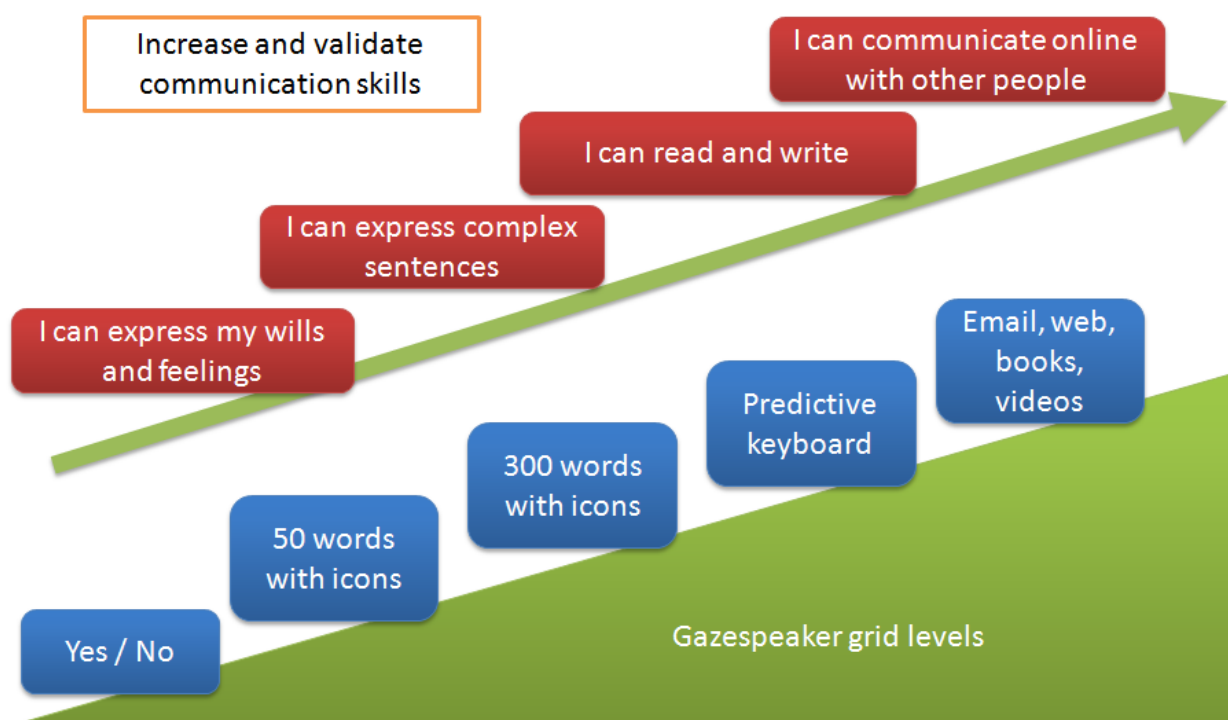 Increase and validate
communication skills
I can communicate online
with other people
I can read and write
I can express complex
sentences
I can express my wills
and feelings
Email, web,
books,
videos
Predictive
keyboard
300 words
with icons
50 words
with icons
Yes / No
Gazespeaker grid levels